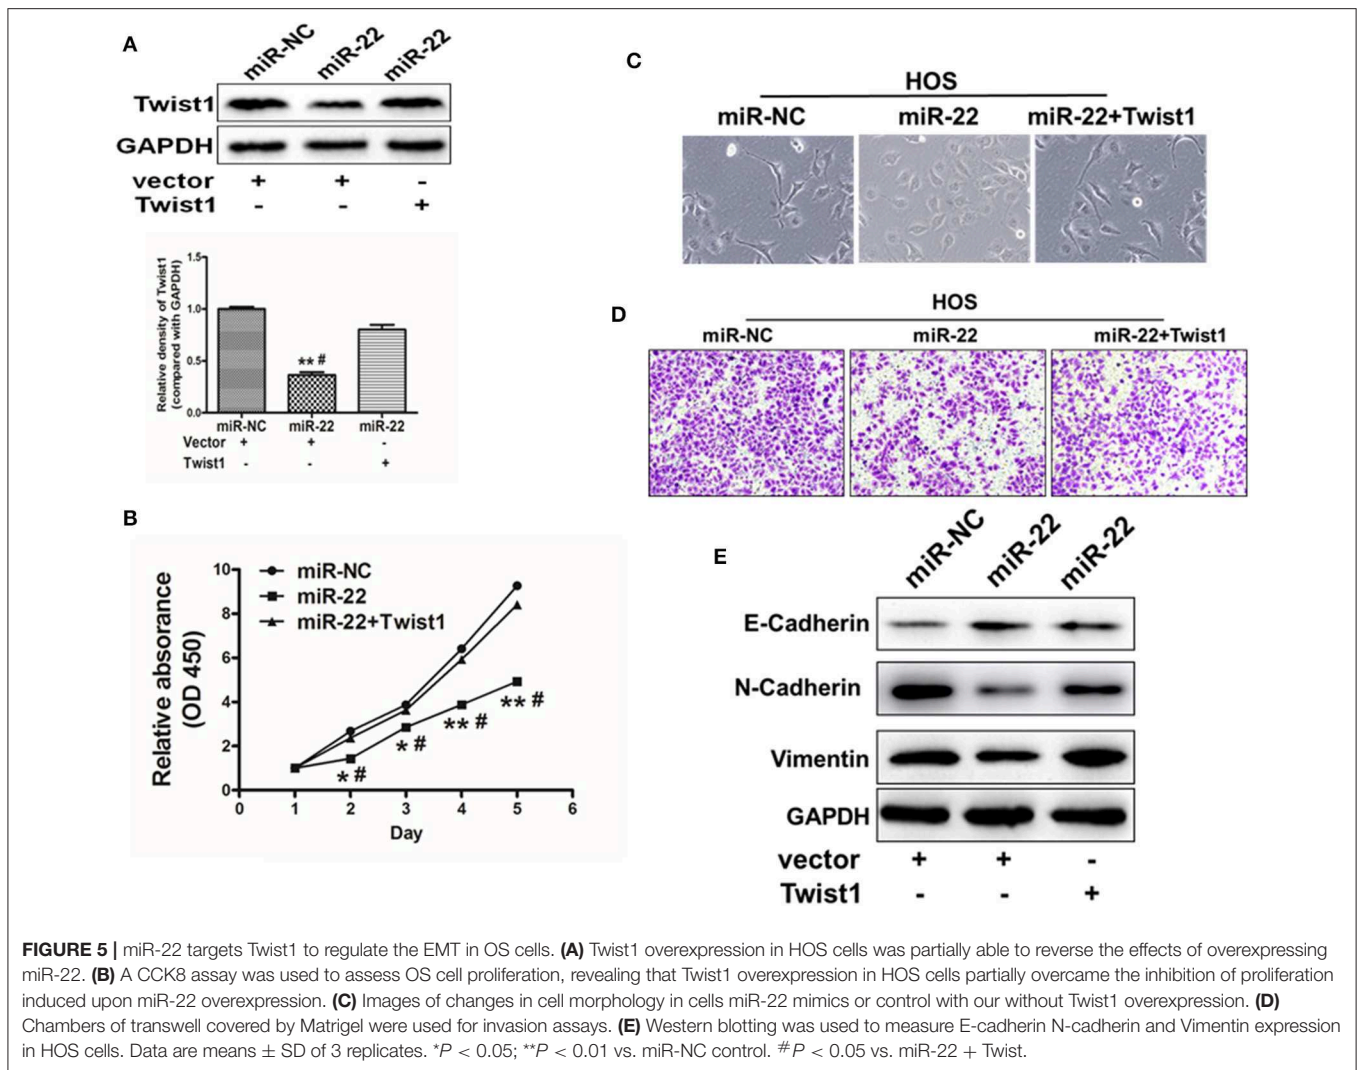 A
miR-NC miR-22 miR-22
Twist1
GAPDH
vector + + -
Twist1 - - +
Relative density of Twist1
(compared with GAPDH)
1.5
1.0
0.5
0.0
** #
miR-NC miR-22 miR-22
Vector + + -
Twist1 - - +
B
Relative absorance
(OD 450)
10
8
6
4
2
0
miR-NC
miR-22
miR-22+Twist1
* # * # ** # ** #
0 1 2 3 4 5 6
Day
C
HOS
miR-NC miR-22 miR-22+Twist1
D
HOS
miR-NC miR-22 miR-22+Twist1
E
miR-NC miR-22 miR-22
E-Cadherin
N-Cadherin
Vimentin
GAPDH
vector + + -
Twist1 - - +
FIGURE 5 | miR-22 targets Twist1 to regulate the EMT in OS cells. (A) Twist1 overexpression in HOS cells was partially able to reverse the effects of overexpressing
miR-22. (B) A CCK8 assay was used to assess OS cell proliferation, revealing that Twist1 overexpression in HOS cells partially overcame the inhibition of proliferation
induced upon miR-22 overexpression. (C) Images of changes in cell morphology in cells miR-22 mimics or control with our without Twist1 overexpression. (D)
Chambers of transwell covered by Matrigel were used for invasion assays. (E) Western blotting was used to measure E-cadherin N-cadherin and Vimentin expression
in HOS cells. Data are means ± SD of 3 replicates. *P < 0.05; **P < 0.01 vs. miR-NC control. #P < 0.05 vs. miR-22 + Twist.